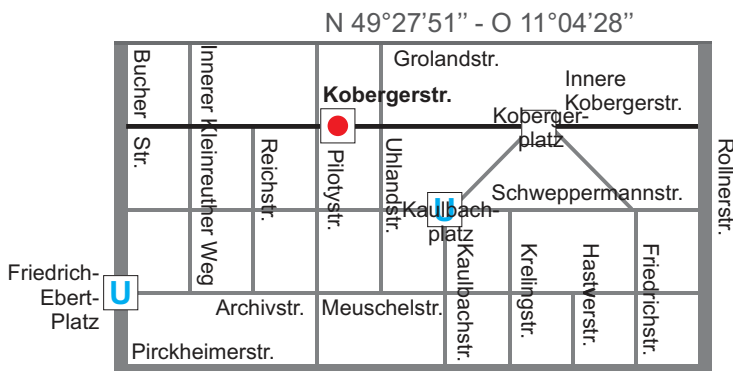 N 49°27'51’’ - O 11°04'28’’
Grolandstr.
Innere
Kobergerstr.
Bucher Str.
Innerer Kleinreuther Weg
Kobergerstr.
Koberger-
platz
Reichstr.
Pilotystr.
Uhlandstr.
Rollnerstr.
Schweppermannstr.
U
Kaulbach-
platz
Kaulbachstr.
Krelingstr.
Hastverstr.
Friedrichstr.
Friedrich-
Ebert-
Platz
U
Archivstr.
Meuschelstr.
Pirckheimerstr.